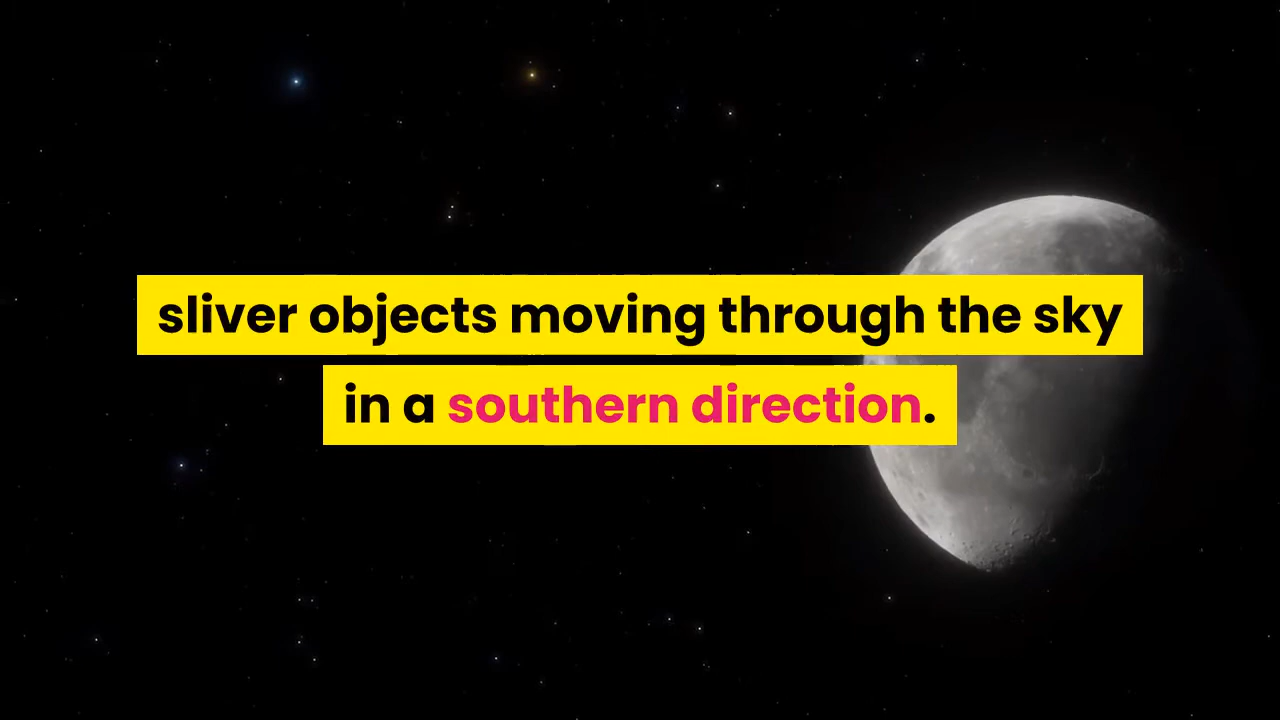 sliver objects moving through the sky
in a southern direction.